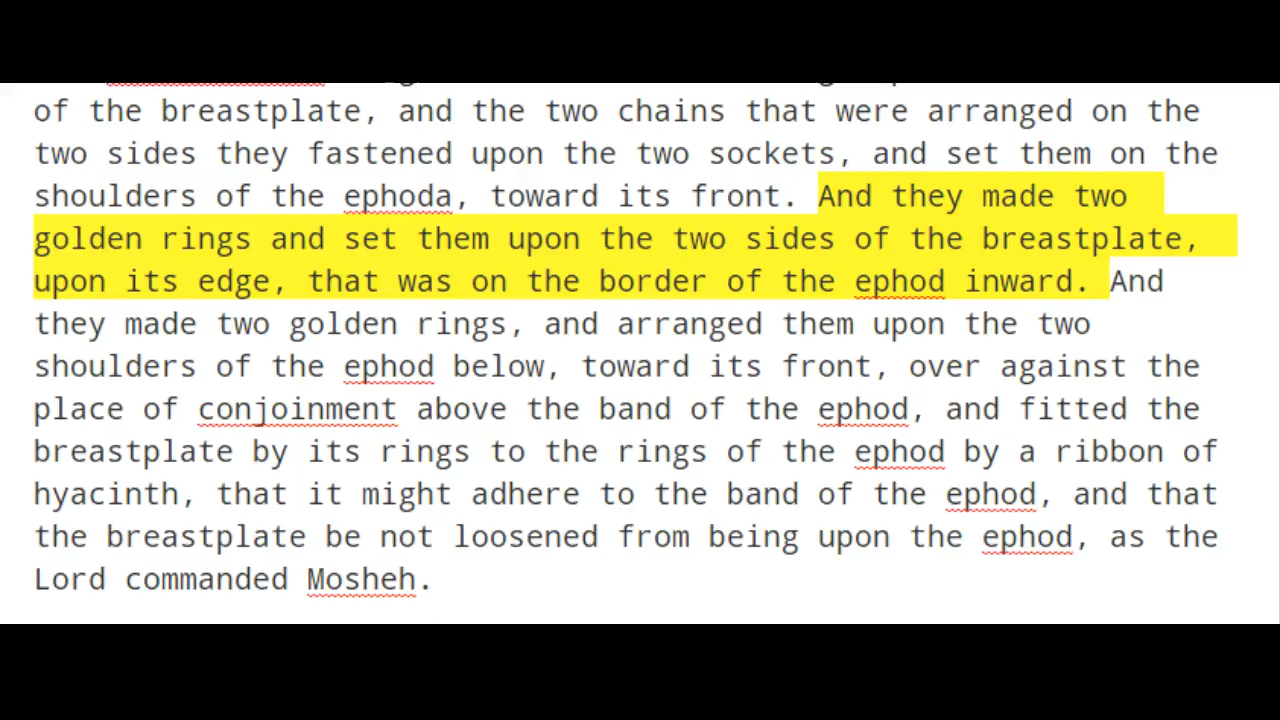 of the breastplate, and the two chains that were arranged on the
two sides they fastened upon the two sockets, and set them on the
shoulders of the ephoda, toward its front. And they made two
golden rings and set them upon the two sides of the breastplate,
upon its edge, that was on the border of the ephod inward. And
they made two golden rings, and arranged them upon the two
shoulders of the ephod below, toward its front, over against the
place of conjoinment above the band of the ephod, and fitted the
breastplate by its rings to the rings of the ephod by a ribbon of
hyacinth, that it might adhere to the band of the ephod, and that
the breastplate be not loosened from being upon the ephod, as the
Lord commanded Mosheh.